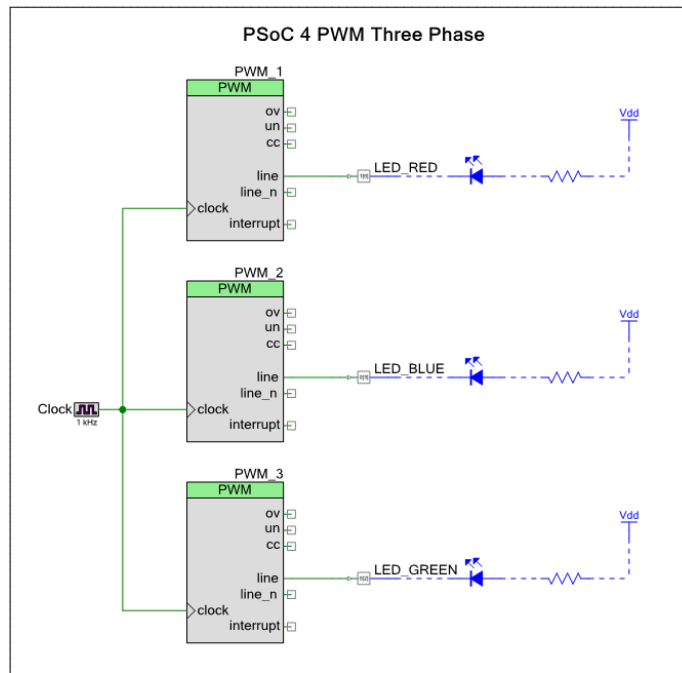 PSoC 4 PWM Three Phase
PWM_1
PWM
ov
un
cc
line
line_n
clock
interrupt
LED_RED
Vdd
PWM_2
PWM
ov
un
cc
line
line_n
clock
interrupt
LED_BLUE
Vdd
Clock
1 kHz
PWM_3
PWM
ov
un
cc
line
line_n
clock
interrupt
LED_GREEN
Vdd